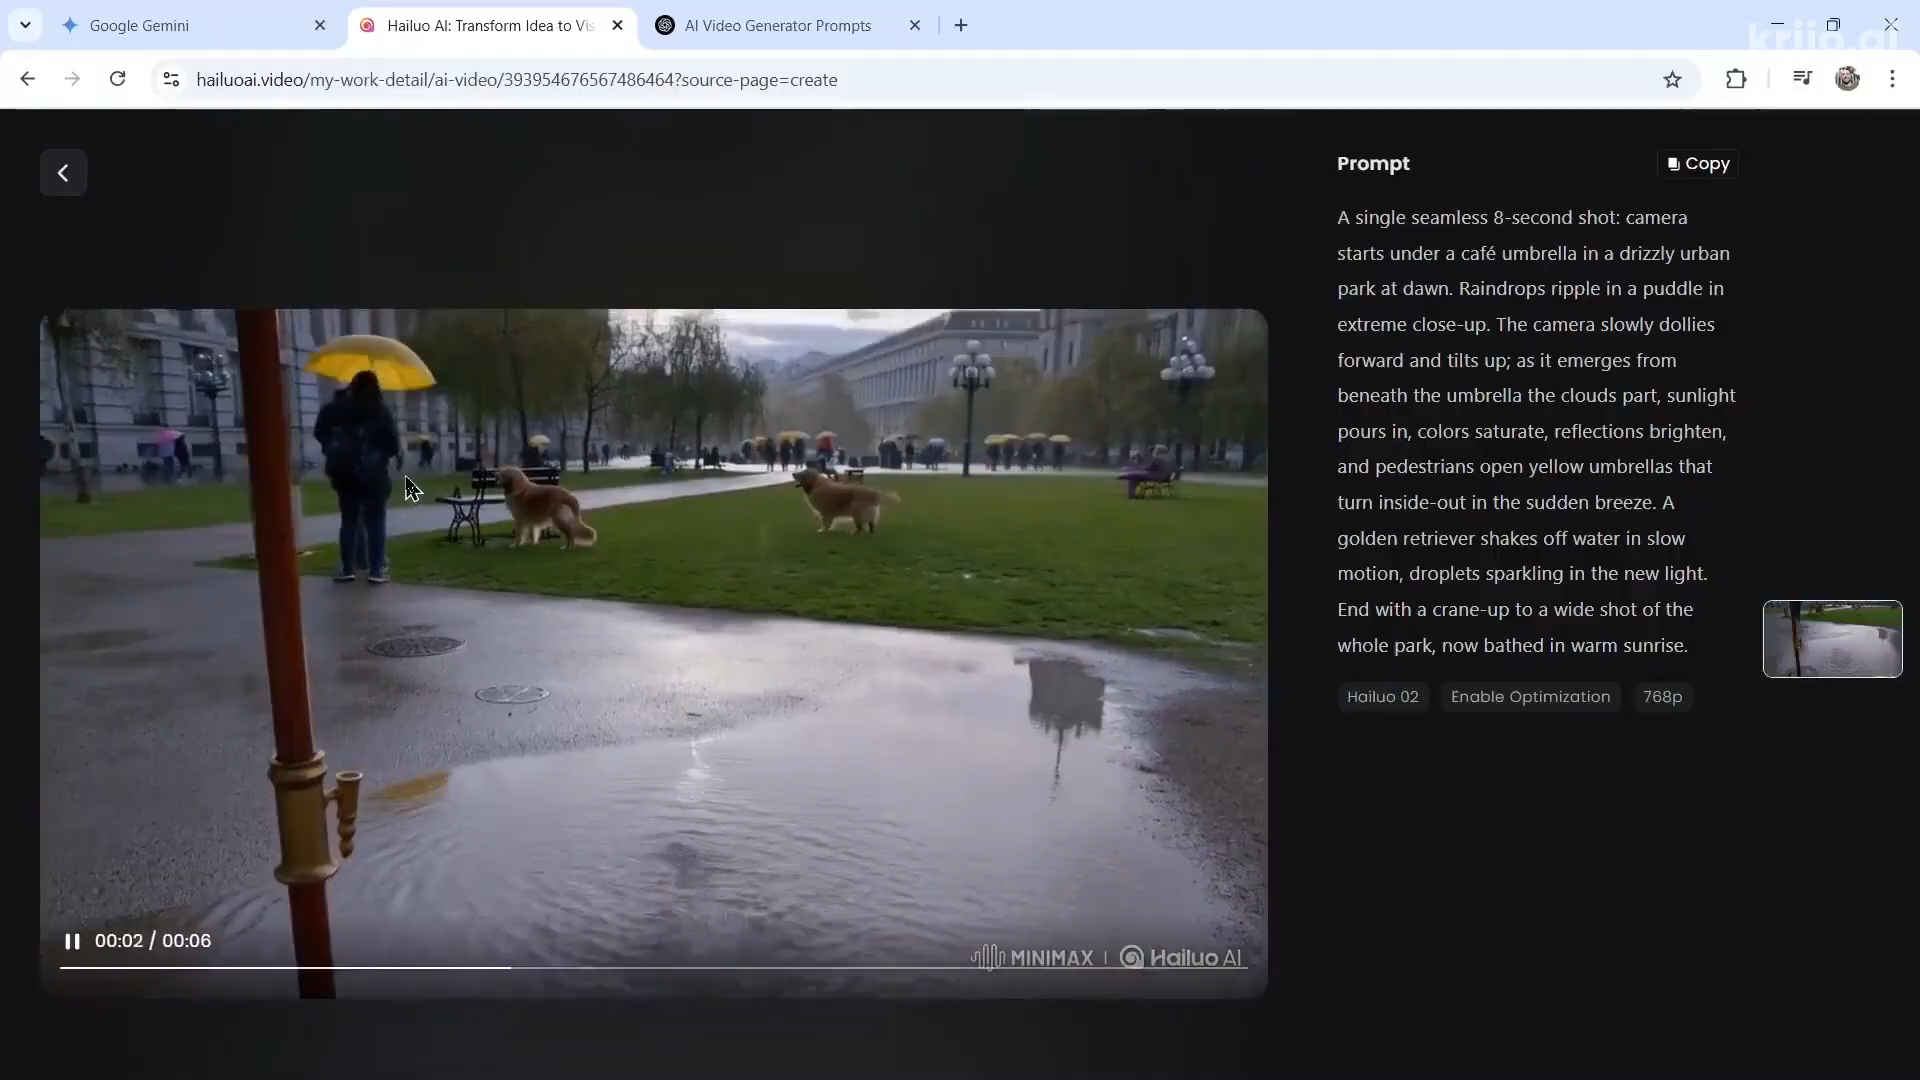 Google Gemini
Hailuo AI: Transform Idea to Vis
AI Video Generator Prompts
krijo.ai
hailuoai.video/my-work-detail/ai-video/393954676567486464?source-page=create
Prompt
Copy
A single seamless 8-second shot: camera
starts under a café umbrella in a drizzly urban
park at dawn. Raindrops ripple in a puddle in
extreme close-up. The camera slowly dollies
forward and tilts up; as it emerges from
beneath the umbrella the clouds part, sunlight
pours in, colors saturate, reflections brighten,
and pedestrians open yellow umbrellas that
turn inside-out in the sudden breeze. A
golden retriever shakes off water in slow
motion, droplets sparkling in the new light.
End with a crane-up to a wide shot of the
whole park, now bathed in warm sunrise.
Hailuo 02
Enable Optimization
768p
00:02 / 00:06
MINIMAX | Hailuo AI